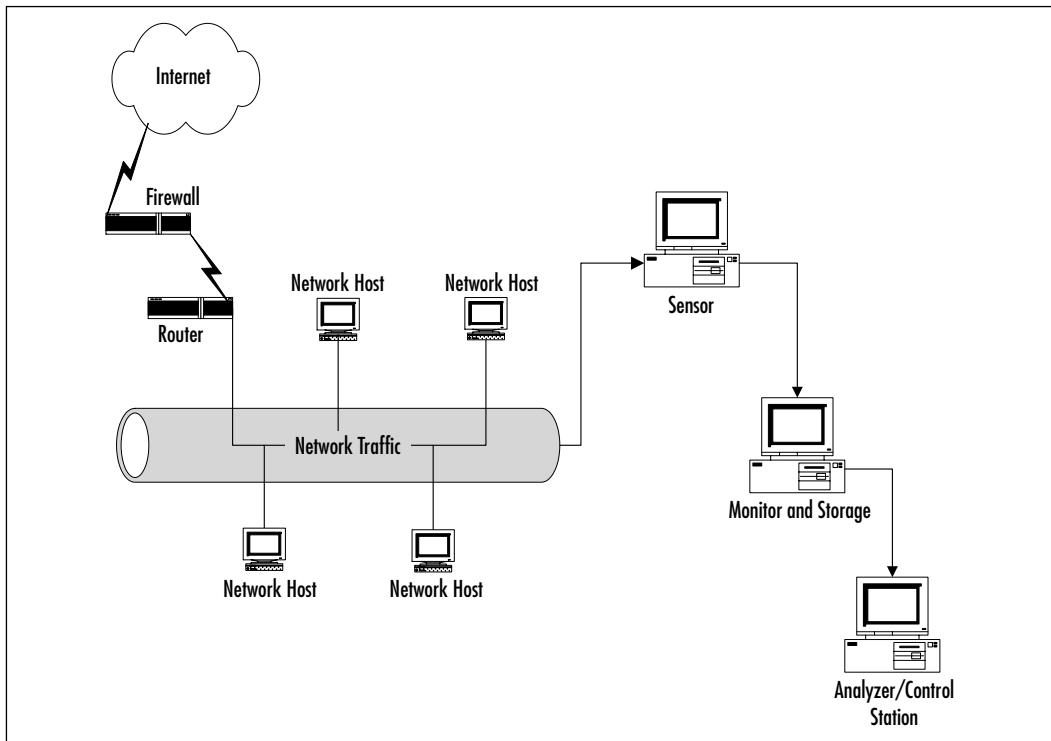 Internet
Firewall
Router
Network Host
Network Host
Sensor
Network Traffic
Network Host
Network Host
Monitor and Storage
Analyzer/Control
Station